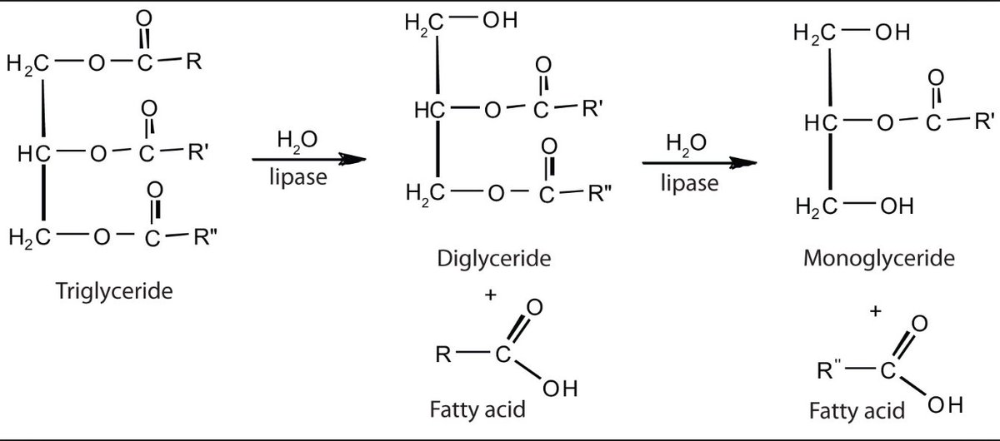 O
H₂C—O—C—R
O
HC—O—C—R'
O
H₂C—O—C—R"
Triglyceride
H₂O
lipase
H₂C—OH
O
HC—O—C—R'
O
H₂C—O—C—R"
Diglyceride
+
O
R—C
OH
Fatty acid
H₂O
lipase
H₂C—OH
O
HC—O—C—R'
H₂C—OH
Monoglyceride
+
O
R"—C
OH
Fatty acid